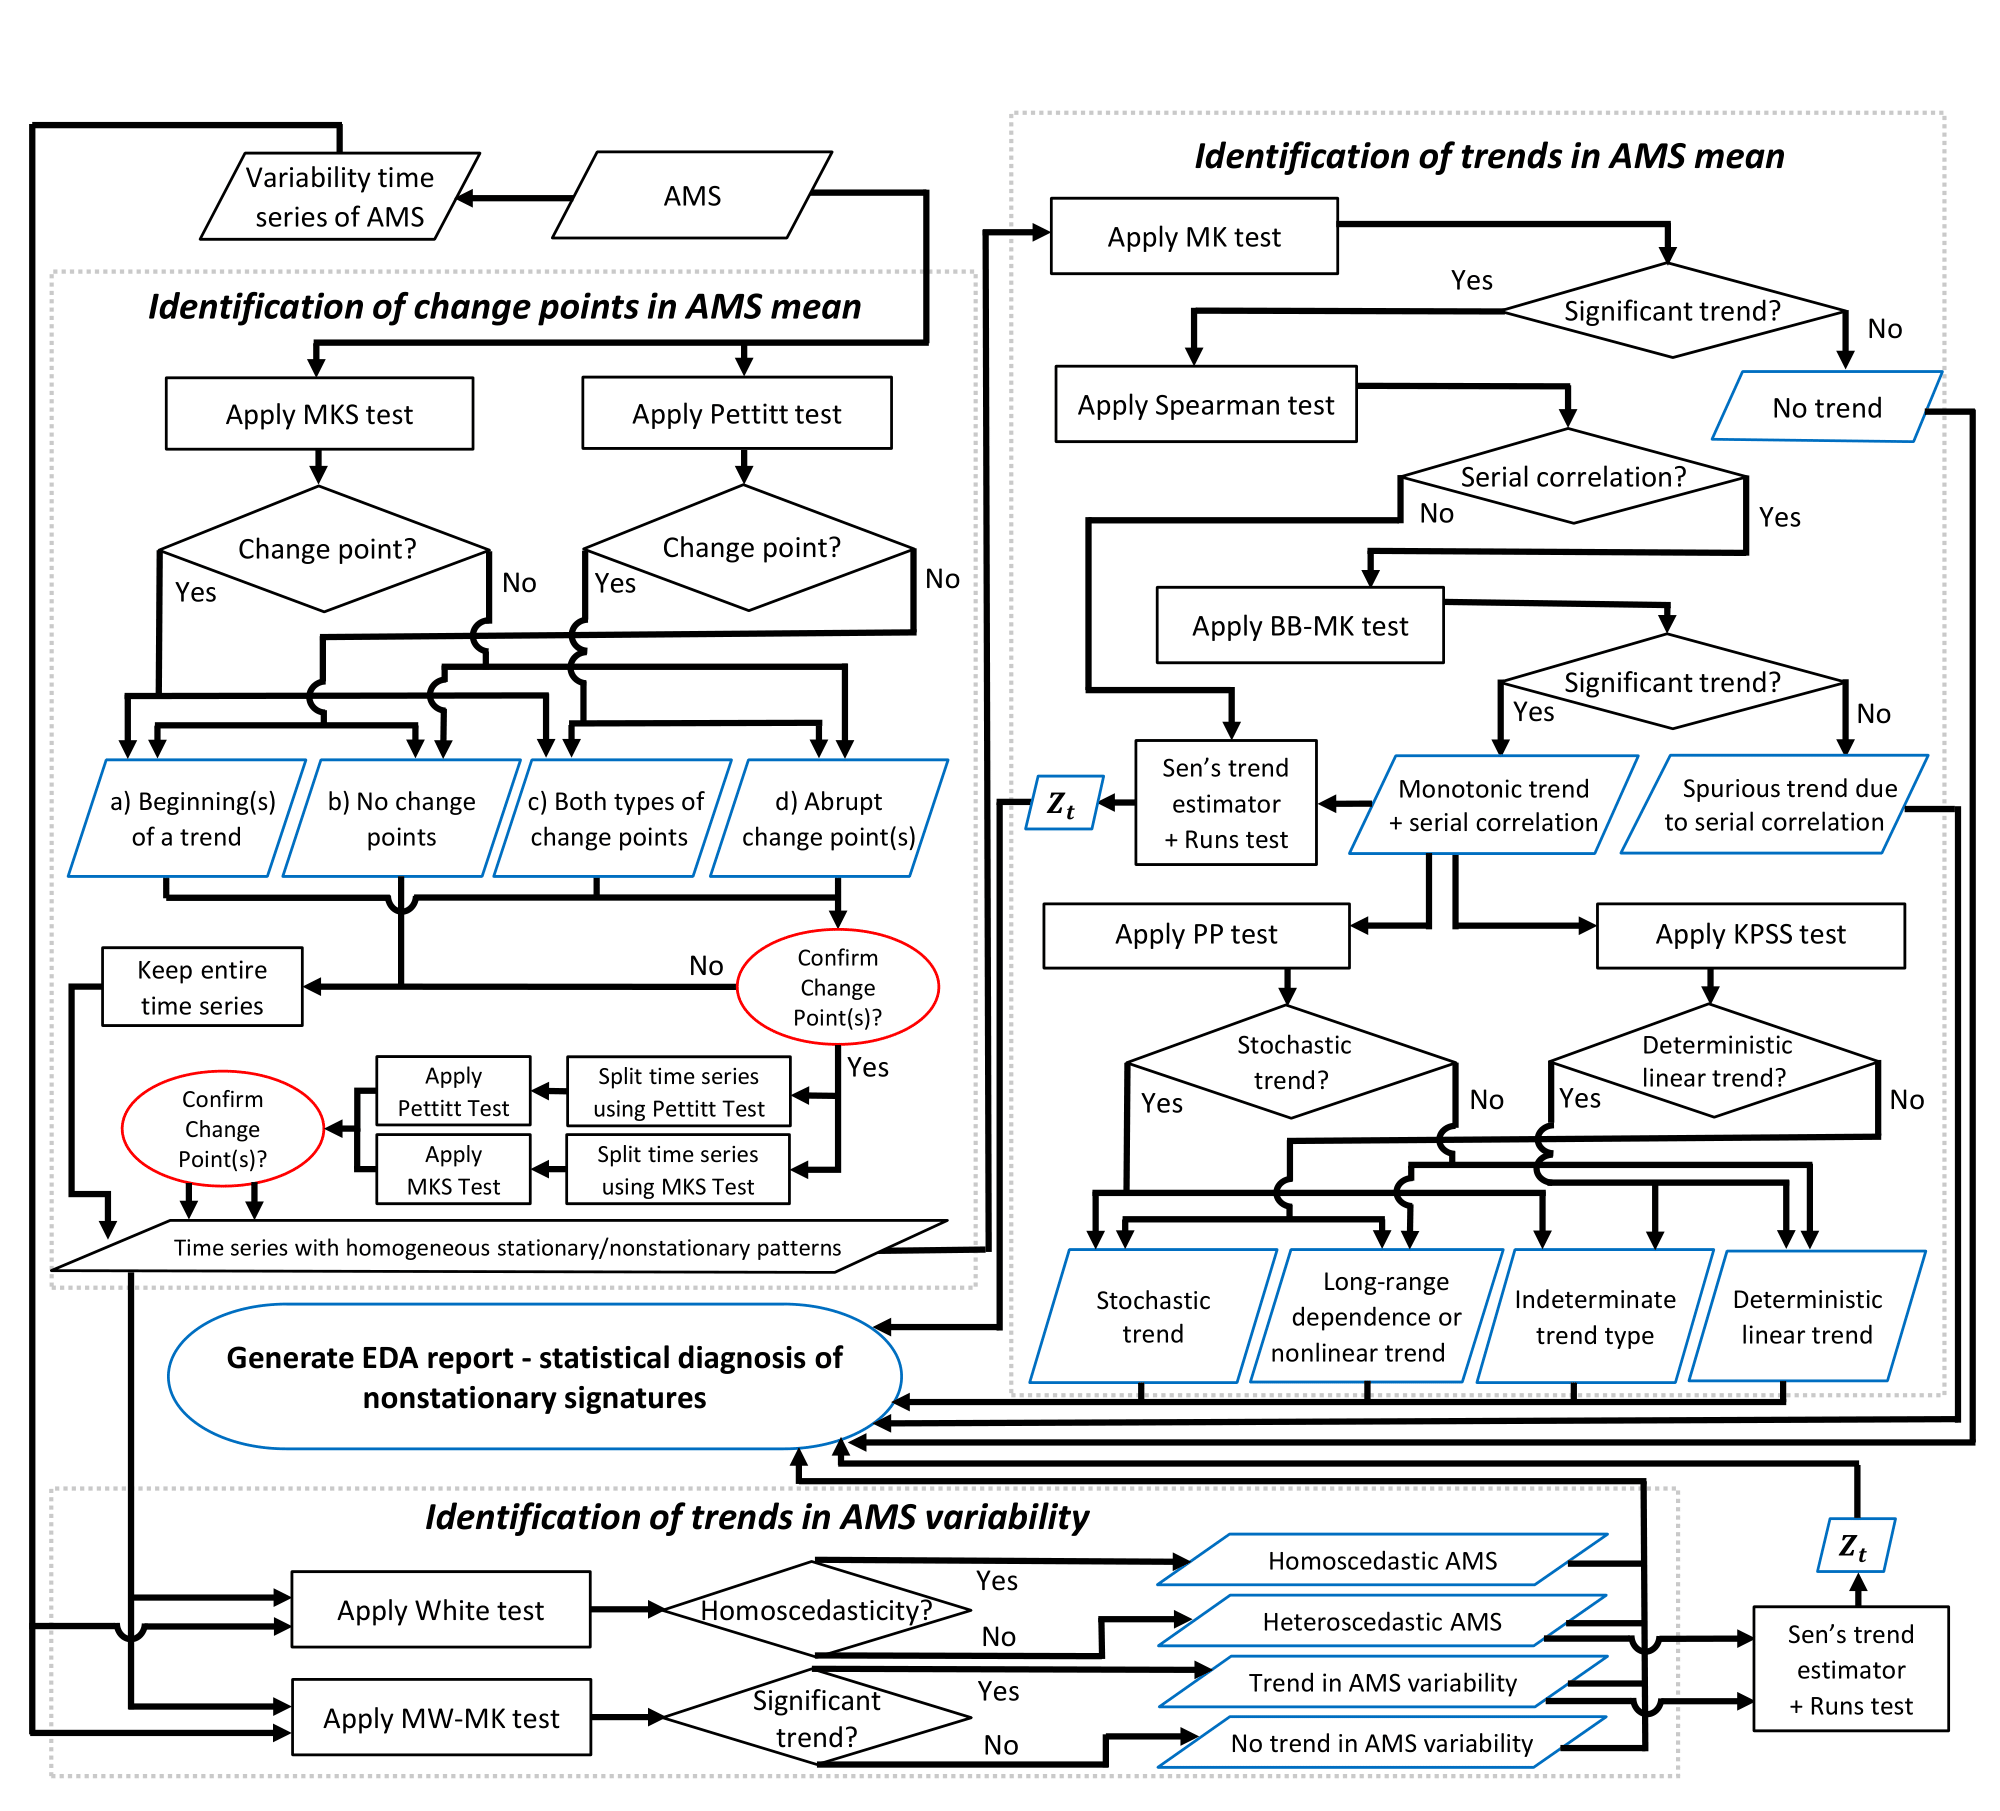 Variability time
series of AMS
AMS
Identification of change points in AMS mean
Apply MKS test
Apply Pettitt test
Change point?
Change point?
Yes
No
Yes
No
a) Beginning(s)
of a trend
b) No change
points
c) Both types of
change points
d) Abrupt
change point(s)
Keep entire
time series
No
Confirm
Change
Point(s)?
Yes
Split time series
using Pettitt Test
Apply
Pettitt Test
Split time series
using MKS Test
Apply
MKS Test
Confirm
Change
Point(s)?
Time series with homogeneous stationary/nonstationary patterns
Identification of trends in AMS mean
Apply MK test
Yes
Significant trend?
No
No trend
Apply Spearman test
Serial correlation?
No
Yes
Apply BB-MK test
Significant trend?
Yes
No
Zt
Sen’s trend
estimator
+ Runs test
Monotonic trend
+ serial correlation
Spurious trend due
to serial correlation
Apply PP test
Apply KPSS test
Stochastic
trend?
Deterministic
linear trend?
Yes
No
Yes
No
Stochastic
trend
Long-range
dependence or
nonlinear trend
Indeterminate
trend type
Deterministic
linear trend
Generate EDA report - statistical diagnosis of
nonstationary signatures
Identification of trends in AMS variability
Apply White test
Homoscedasticity?
Yes
No
Homoscedastic AMS
Heteroscedastic AMS
Apply MW-MK test
Significant
trend?
Yes
No
Trend in AMS variability
No trend in AMS variability
Zt
Sen’s trend
estimator
+ Runs test